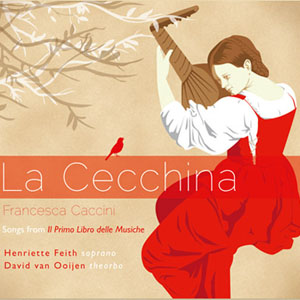 La Cecchina
Francesca Caccini
Songs from Il Primo Libro delle Musiche
Henriette Feith soprano
David van Ooijen theorbo